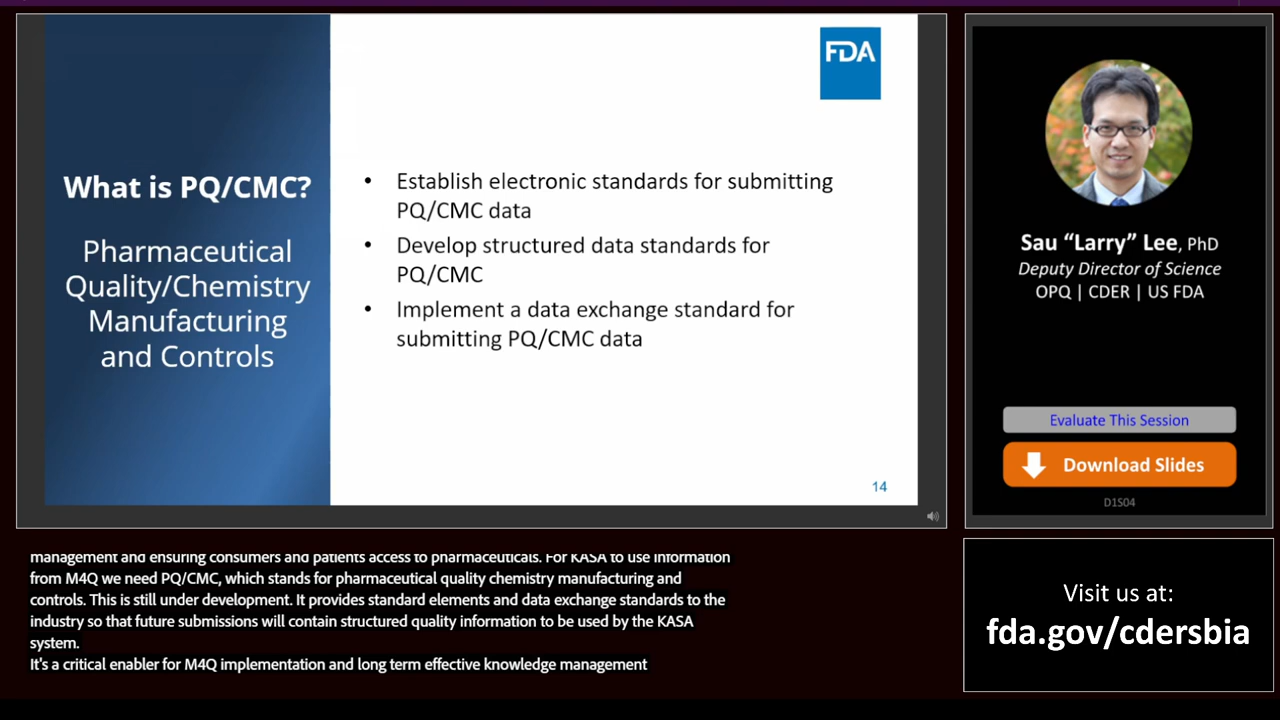 FDA
What is PQ/CMC?
Pharmaceutical
Quality/Chemistry
Manufacturing
and Controls
• Establish electronic standards for submitting
PQ/CMC data
• Develop structured data standards for
PQ/CMC
• Implement a data exchange standard for
submitting PQ/CMC data
14
Sau “Larry” Lee, PhD
Deputy Director of Science
OPQ | CDER | US FDA
Evaluate This Session
Download Slides
D1S04
management and ensuring consumers and patients access to pharmaceuticals. For KASA to use information
from M4Q we need PQ/CMC, which stands for pharmaceutical quality chemistry manufacturing and
controls. This is still under development. It provides standard elements and data exchange standards to the
industry so that future submissions will contain structured quality information to be used by the KASA
system.
It's a critical enabler for M4Q implementation and long term effective knowledge management
Visit us at:
fda.gov/cdersbia